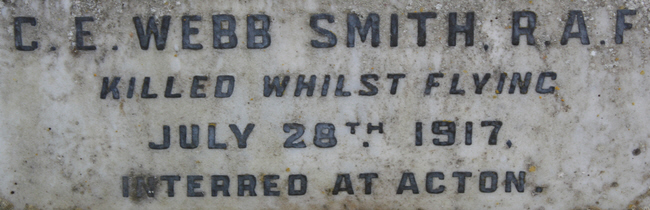 C. E. WEBB SMITH, R.A.F
KILLED WHILST FLYING
JULY 28TH 1917,
INTERRED AT ACTON.